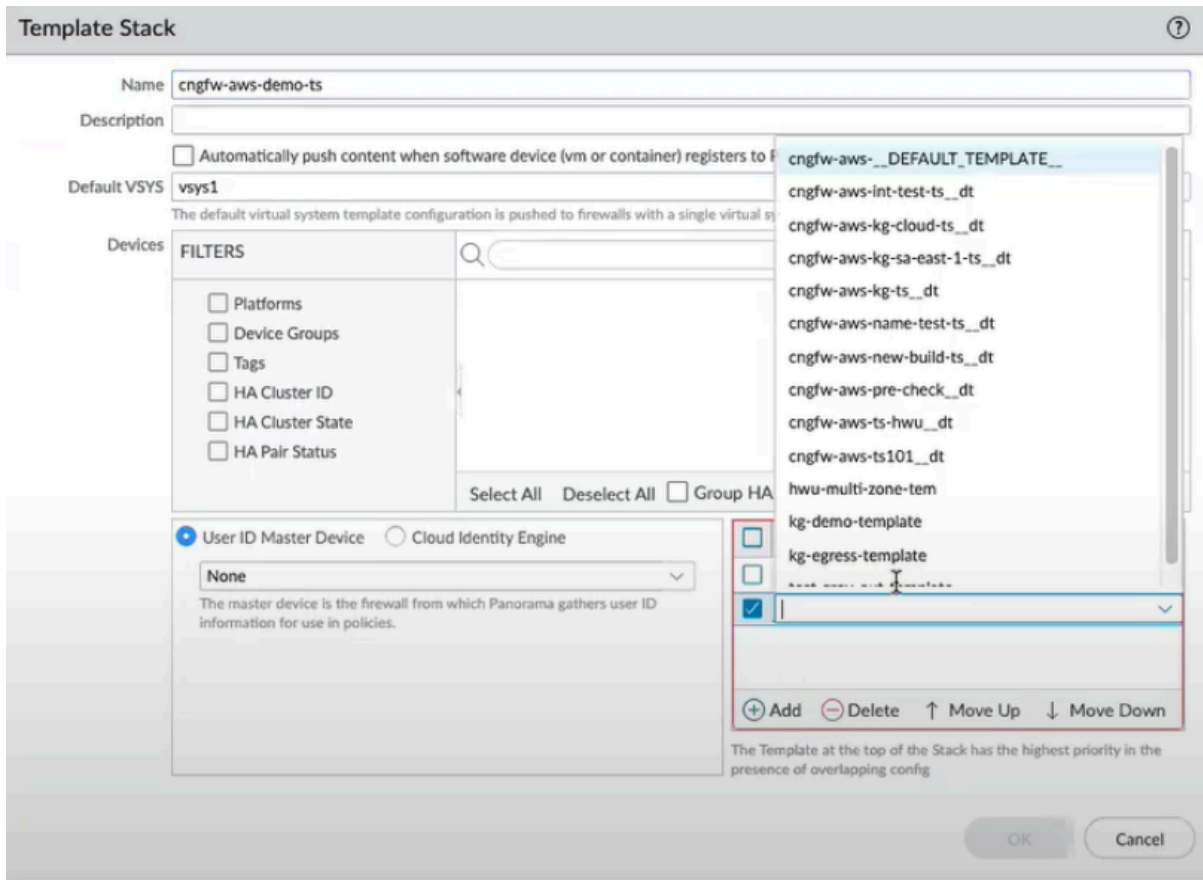 Template Stack
?
Name cngfw-aws-demo-ts
Description
Automatically push content when software device (vm or container) registers to
Default VSYS vsys1
The default virtual system template configuration is pushed to firewalls with a single virtual
Devices
FILTERS
Platforms
Device Groups
Tags
HA Cluster ID
HA Cluster State
HA Pair Status
Select All Deselect All Group HA
cngfw-aws-__DEFAULT_TEMPLATE__
cngfw-aws-int-test-ts__dt
cngfw-aws-kg-cloud-ts__dt
cngfw-aws-kg-sa-east-1-ts__dt
cngfw-aws-kg-ts__dt
cngfw-aws-name-test-ts__dt
cngfw-aws-new-build-ts__dt
cngfw-aws-pre-check__dt
cngfw-aws-ts-hwu__dt
cngfw-aws-ts101__dt
hwu-multi-zone-tem
kg-demo-template
kg-egress-template
User ID Master Device Cloud Identity Engine
None
The master device is the firewall from which Panorama gathers user ID
information for use in policies.
Add Delete Move Up Move Down
The Template at the top of the Stack has the highest priority in the
presence of overlapping config
OK Cancel